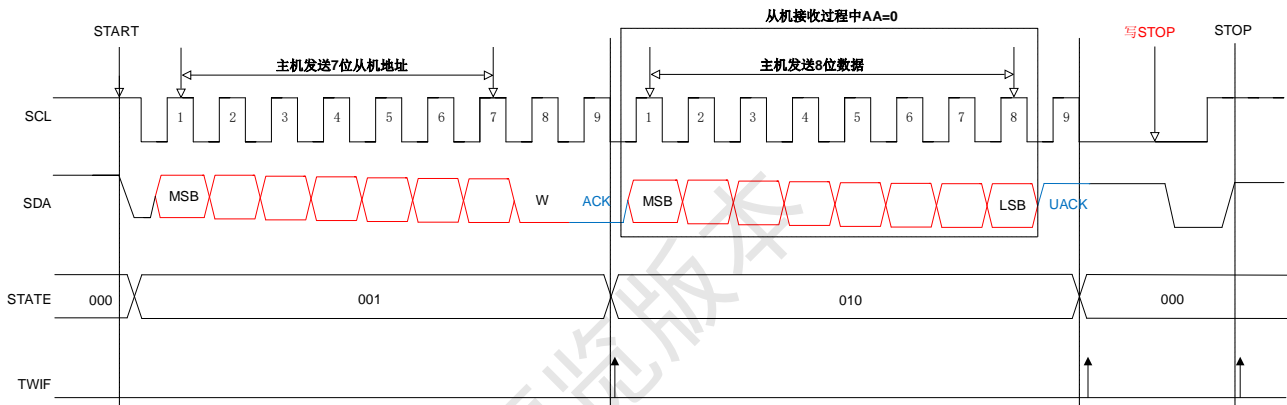 从机接收过程中AA=0
START
写STOP
STOP
主机发送7位从机地址
主机发送8位数据
SCL
1 2 3 4 5 6 7 8 9 1 2 3 4 5 6 7 8 9
SDA
MSB W ACK MSB LSB UACK
STATE
000 001 010 000
TWIF
览版本